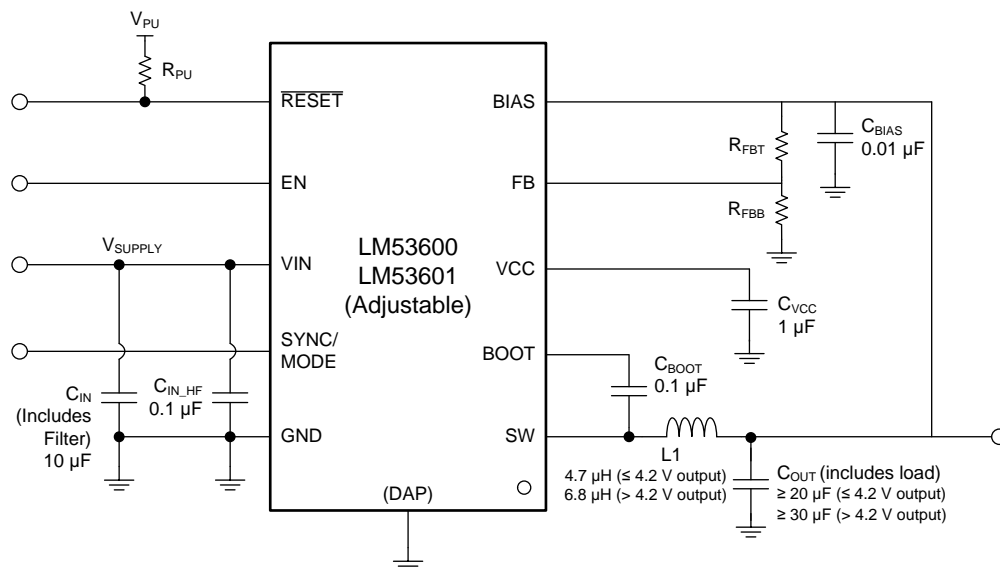 V_PU
R_PU
RESET
BIAS
C_BIAS
0.01 µF
R_FBT
EN
FB
R_FBB
V_SUPPLY
LM53600
LM53601
(Adjustable)
VIN
VCC
C_VCC
1 µF
SYNC/
MODE
BOOT
C_BOOT
0.1 µF
C_IN
(Includes
Filter)
10 µF
C_IN_HF
0.1 µF
GND
SW
L1
4.7 µH (≤ 4.2 V output)
6.8 µH (> 4.2 V output)
C_OUT (includes load)
≥ 20 µF (≤ 4.2 V output)
≥ 30 µF (> 4.2 V output)
(DAP)